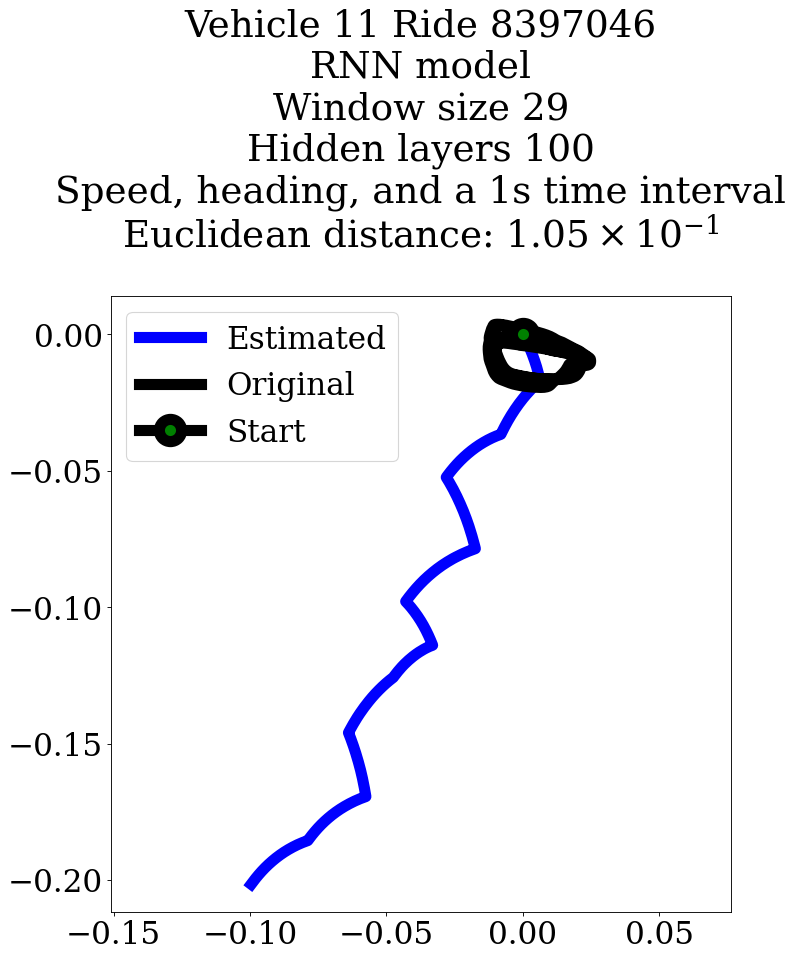 Vehicle 11 Ride 8397046
RNN model
Window size 29
Hidden layers 100
Speed, heading, and a 1s time interval
Euclidean distance: 1.05 × 10⁻¹
Estimated
Original
Start
0.00
−0.05
−0.10
−0.15
−0.20
−0.15 −0.10 −0.05 0.00 0.05